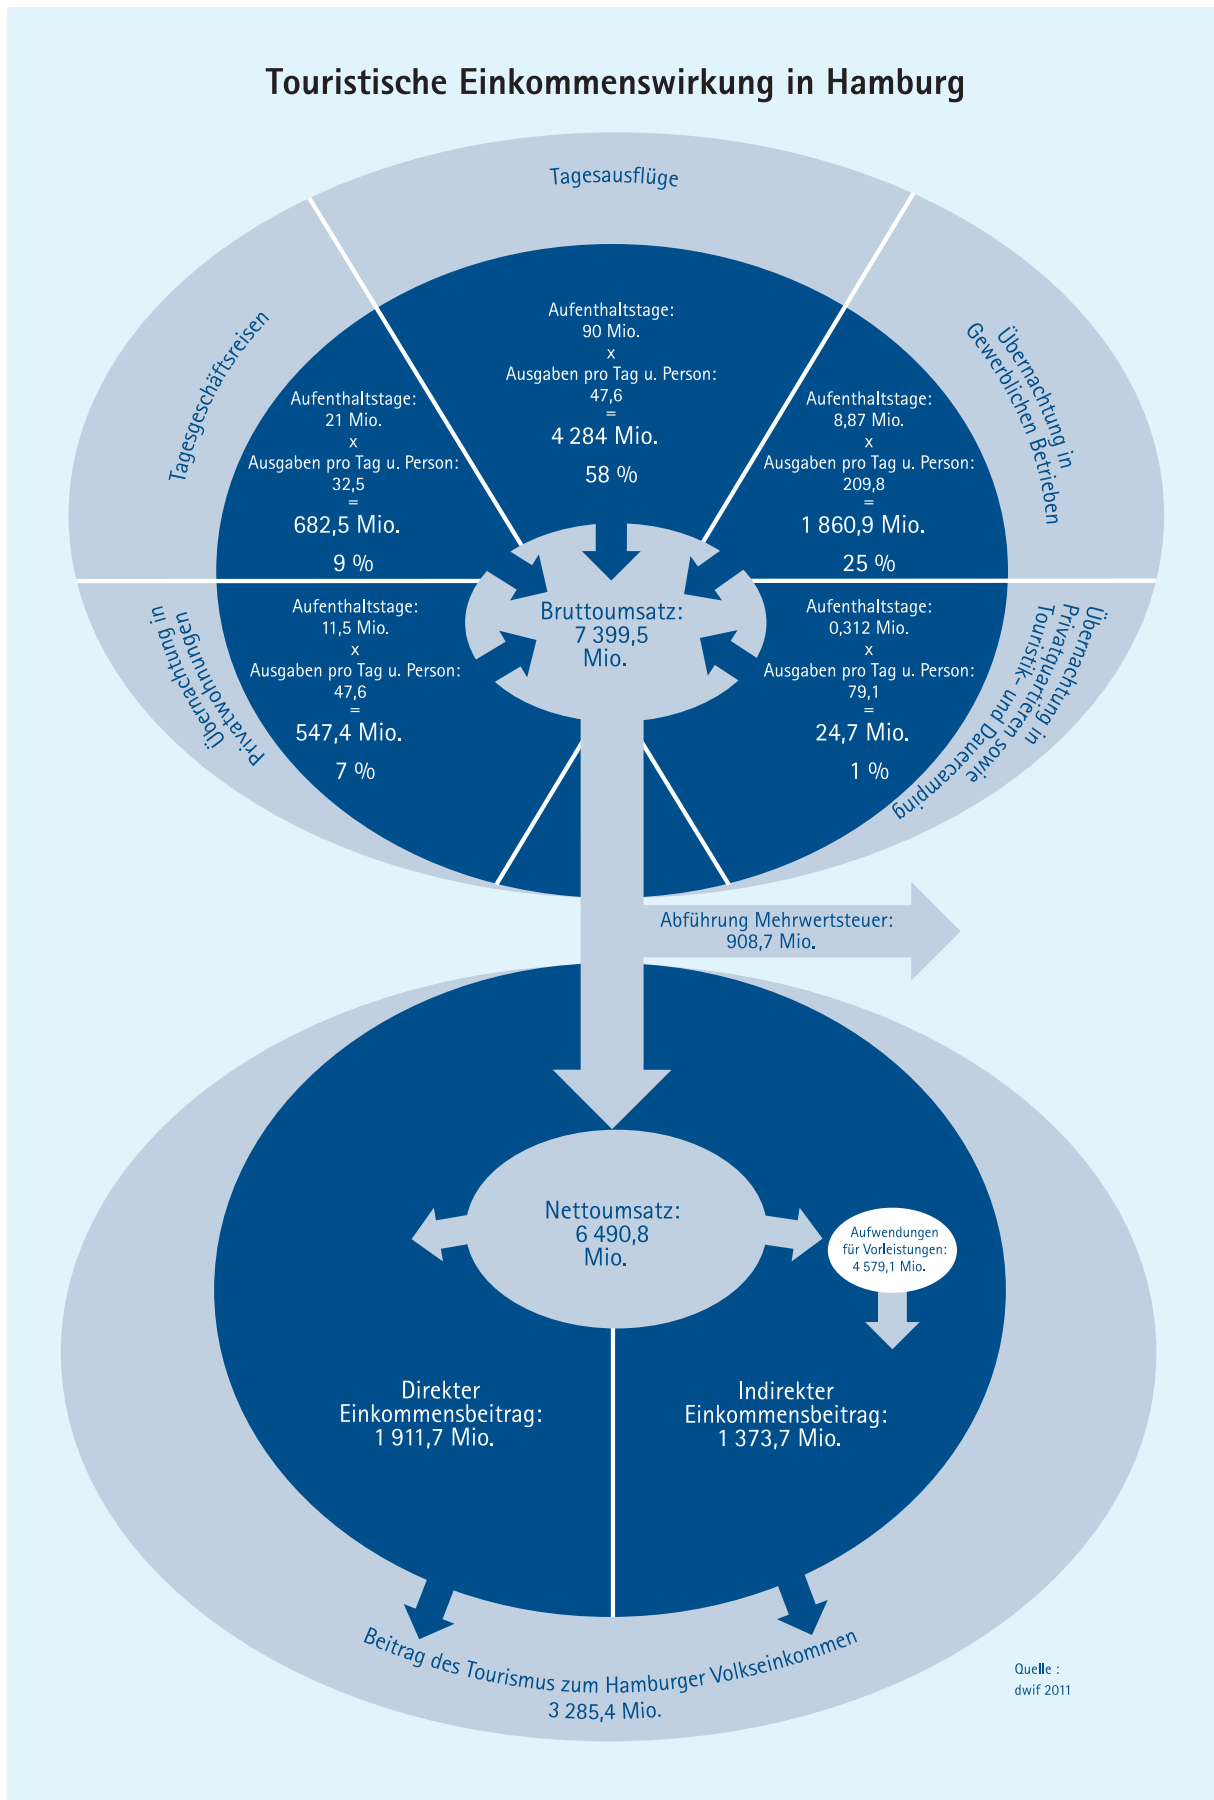 Touristische Einkommenswirkung in Hamburg
Tagesausflüge
Aufenthaltstage:
90 Mio.
x
Ausgaben pro Tag u. Person:
47,6
=
4 284 Mio.
58 %
Tagesgeschäftsreisen
Aufenthaltstage:
21 Mio.
x
Ausgaben pro Tag u. Person:
32,5
=
682,5 Mio.
9 %
Übernachtung in
Gewerblichen Betrieben
Aufenthaltstage:
8,87 Mio.
x
Ausgaben pro Tag u. Person:
209,8
=
1 860,9 Mio.
25 %
Übernachtung in
Privatwohnungen
Aufenthaltstage:
11,5 Mio.
x
Ausgaben pro Tag u. Person:
47,6
=
547,4 Mio.
7 %
Bruttoumsatz:
7 399,5
Mio.
Übernachtung in
Privatquartieren sowie
Touristik- und Dauercamping
Aufenthaltstage:
0,312 Mio.
x
Ausgaben pro Tag u. Person:
79,1
=
24,7 Mio.
1 %
Abführung Mehrwertsteuer:
908,7 Mio.
Nettoumsatz:
6 490,8
Mio.
Aufwendungen
für Vorleistungen:
4 579,1 Mio.
Direkter
Einkommensbeitrag:
1 911,7 Mio.
Indirekter
Einkommensbeitrag:
1 373,7 Mio.
Beitrag des Tourismus zum Hamburger Volkseinkommen
3 285,4 Mio.
Quelle :
dwif 2011